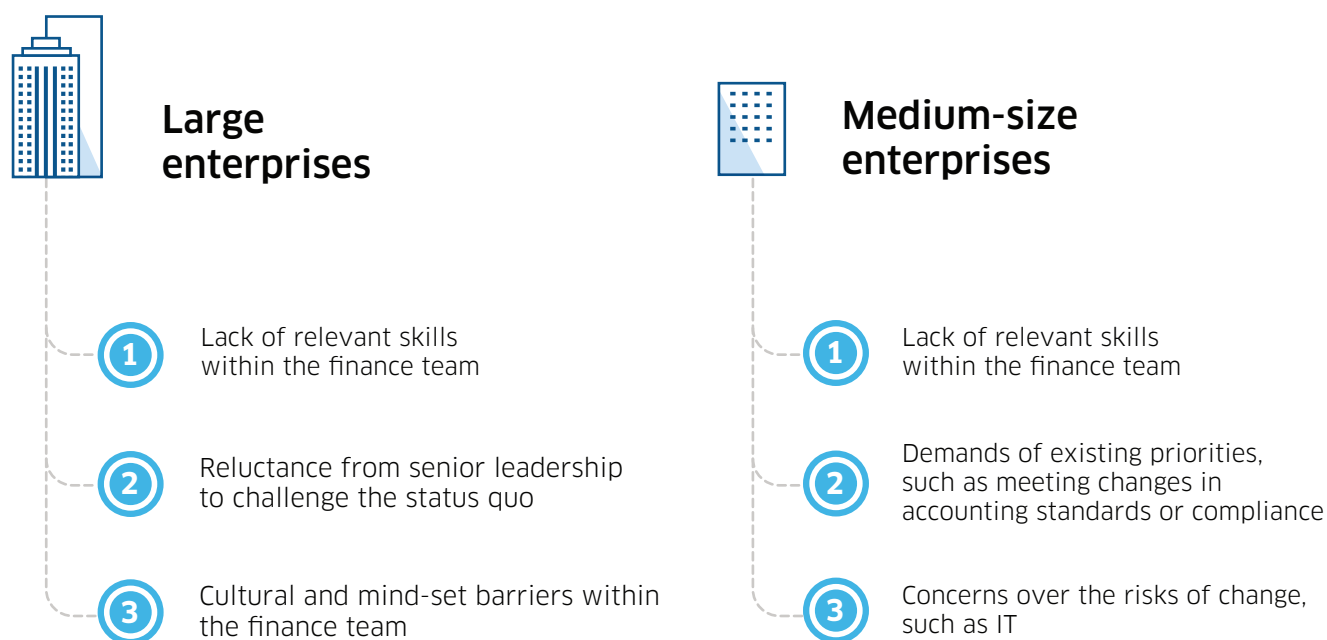 Large
enterprises
1
Lack of relevant skills
within the finance team
2
Reluctance from senior leadership
to challenge the status quo
3
Cultural and mind-set barriers within
the finance team
Medium-size
enterprises
1
Lack of relevant skills
within the finance team
2
Demands of existing priorities,
such as meeting changes in
accounting standards or compliance
3
Concerns over the risks of change,
such as IT